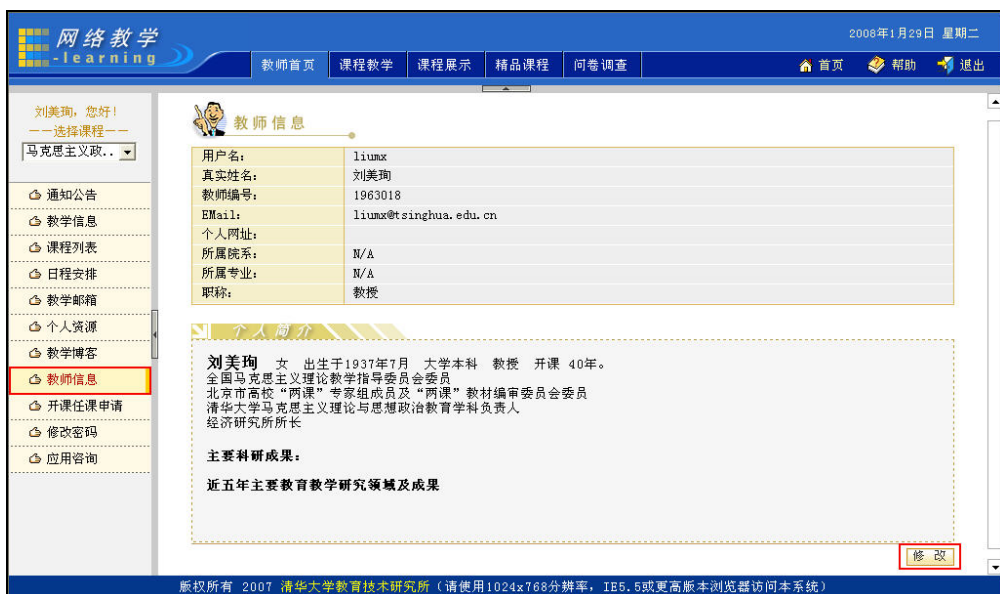 网络教学
-learning
2008年1月29日 星期二
教师首页 课程教学 课程展示 精品课程 问卷调查 首页 帮助 退出
刘美珣，您好！
——选择课程——
马克思主义政..
通知公告
教学信息
课程列表
日程安排
教学邮箱
个人资源
教学博客
教师信息
开课任课申请
修改密码
应用咨询
教师信息
用户名： liumx
真实姓名： 刘美珣
教师编号： 1963018
EMail： liumx@tsinghua.edu.cn
个人网址：
所属院系： N/A
所属专业： N/A
职称： 教授
个人简介
刘美珣 女 出生于1937年7月 大学本科 教授 开课 40年。
全国马克思主义理论教学指导委员会委员
北京市高校“两课”专家组成员及“两课”教材编审委员会委员
清华大学马克思主义理论与思想政治教育学科负责人
经济研究所所长
主要科研成果：
近五年主要教育教学研究领域及成果
修 改
版权所有 2007 清华大学教育技术研究所（请使用1024x768分辨率，IE5.5或更高版本浏览器访问本系统）